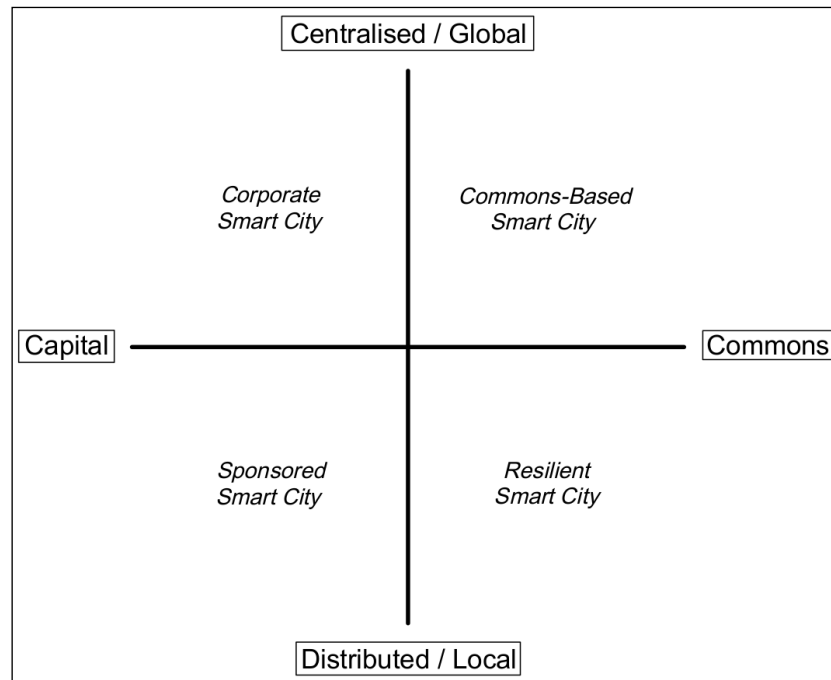 Centralised / Global
Corporate
Smart City
Commons-Based
Smart City
Capital
Commons
Sponsored
Smart City
Resilient
Smart City
Distributed / Local